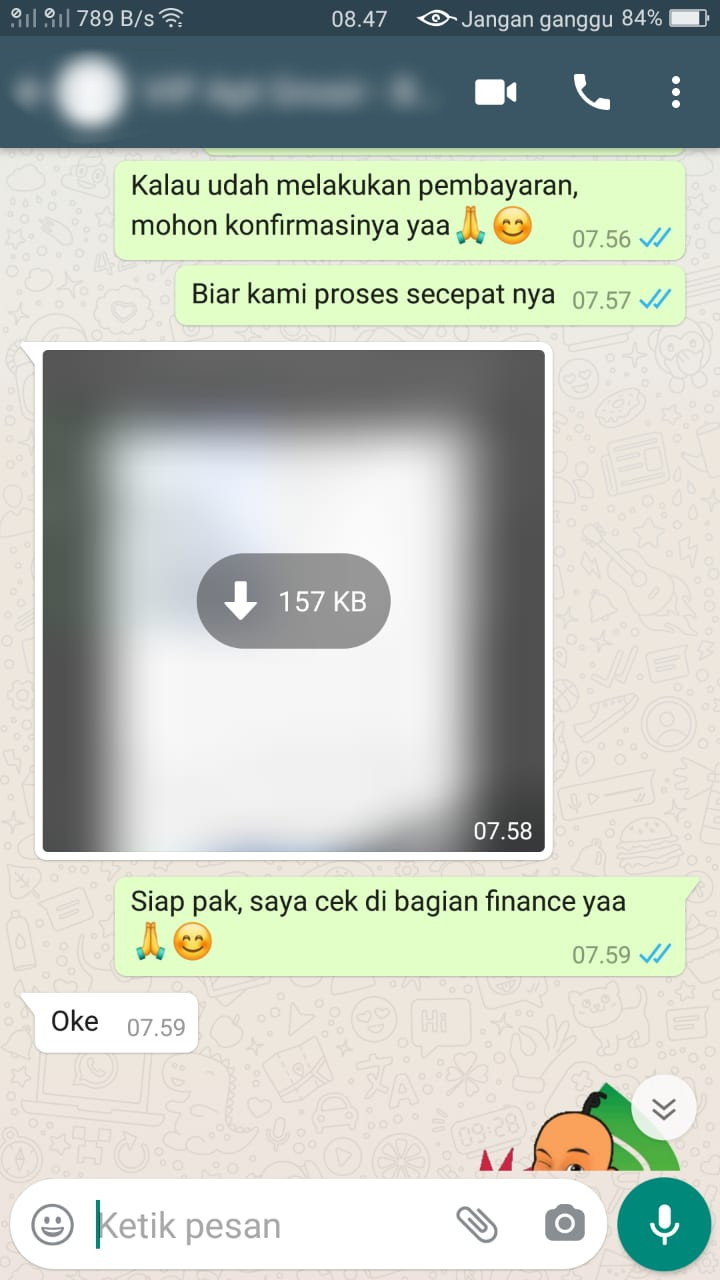 789 B/s 08.47 Jangan ganggu 84%
Kalau udah melakukan pembayaran,
mohon konfirmasinya yaa🙏😊 07.56
Biar kami proses secepat nya 07.57
157 KB
07.58
Siap pak, saya cek di bagian finance yaa
🙏😊 07.59
Oke 07.59
Ketik pesan